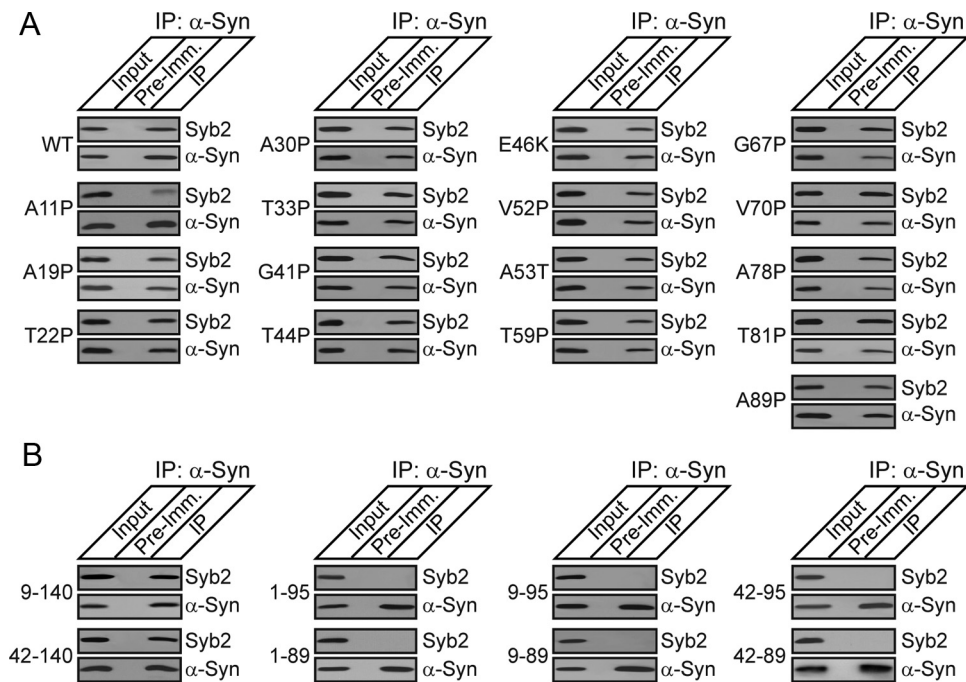 A
IP: α-Syn IP: α-Syn IP: α-Syn IP: α-Syn
Input Pre-Imm. IP Input Pre-Imm. IP Input Pre-Imm. IP Input Pre-Imm. IP
WT Syb2 α-Syn A30P Syb2 α-Syn E46K Syb2 α-Syn G67P Syb2 α-Syn
A11P Syb2 α-Syn T33P Syb2 α-Syn V52P Syb2 α-Syn V70P Syb2 α-Syn
A19P Syb2 α-Syn G41P Syb2 α-Syn A53T Syb2 α-Syn A78P Syb2 α-Syn
T22P Syb2 α-Syn T44P Syb2 α-Syn T59P Syb2 α-Syn T81P Syb2 α-Syn
A89P Syb2 α-Syn
B
IP: α-Syn IP: α-Syn IP: α-Syn IP: α-Syn
Input Pre-Imm. IP Input Pre-Imm. IP Input Pre-Imm. IP Input Pre-Imm. IP
9-140 Syb2 α-Syn 1-95 Syb2 α-Syn 9-95 Syb2 α-Syn 42-95 Syb2 α-Syn
42-140 Syb2 α-Syn 1-89 Syb2 α-Syn 9-89 Syb2 α-Syn 42-89 Syb2 α-Syn